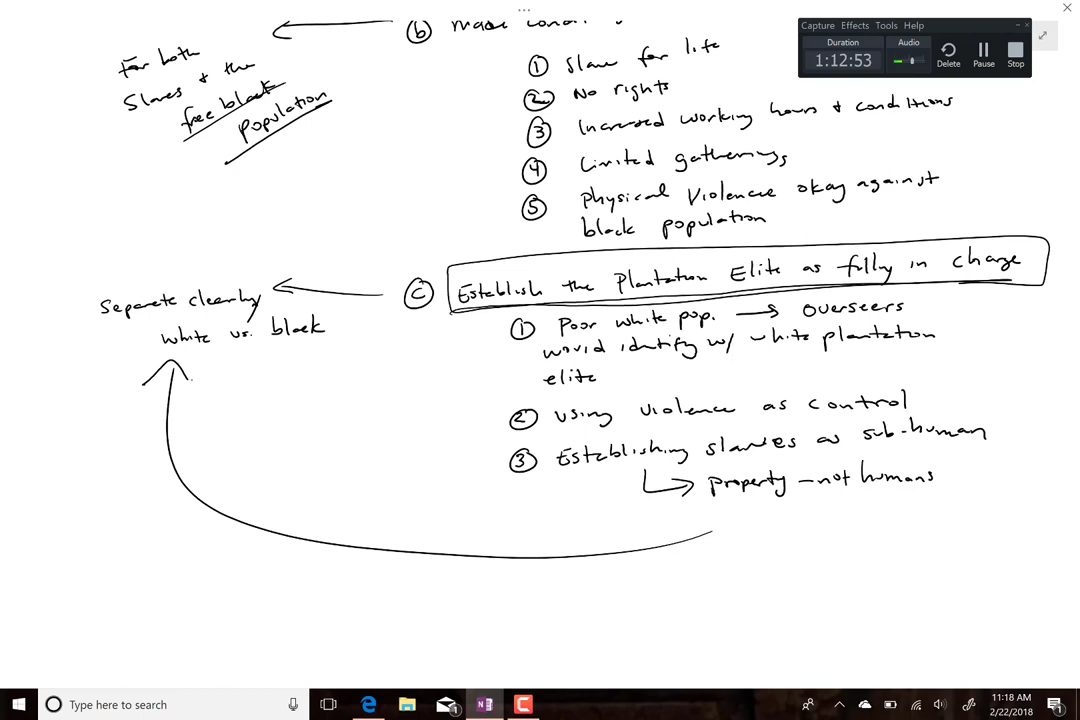 Capture Effects Tools Help
Duration
1:12:53
Audio
Delete
Pause
Stop
(b) made
For both
Slaves & the
free black
population
(1) Slave for life
(2) No rights
(3) Increased working hours & conditions
(4) Limited gatherings
(5) physical violence okay against
black population
(c) Establish the Plantation Elite as fully in charge
Separate clearly
white vs. black
(1) Poor white pop. → overseers
would identify w/ white plantation
elite
(2) using violence as control
(3) Establishing slaves as sub-human
↳ property - not humans
Type here to search
11:18 AM
2/22/2018